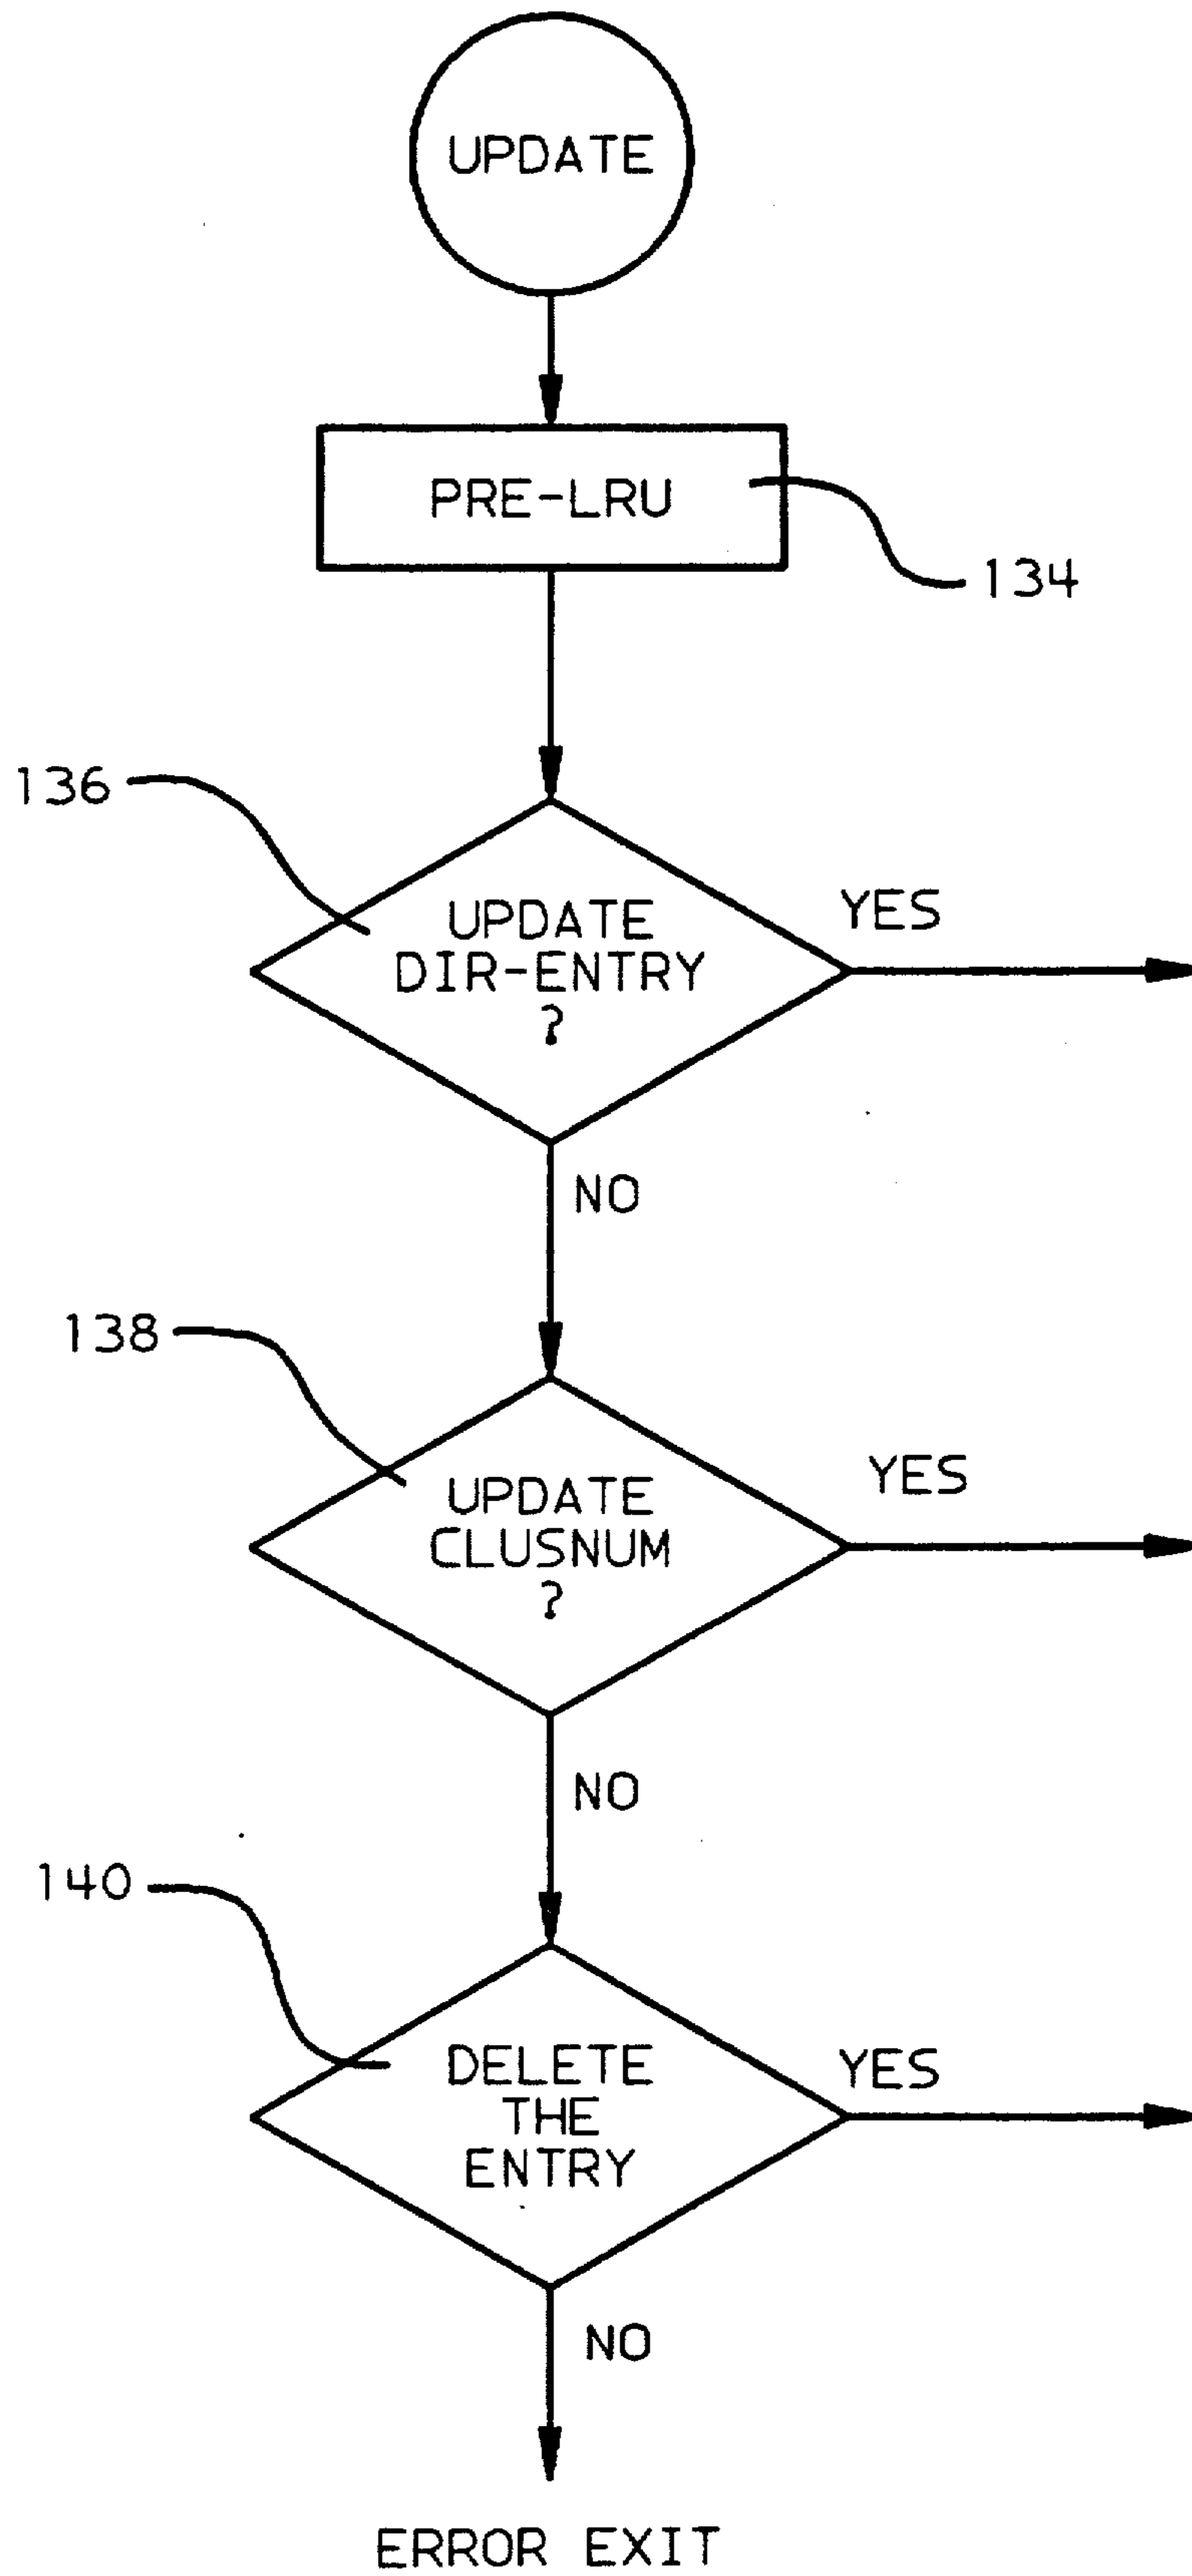 UPDATE
PRE-LRU
134
136
UPDATE
DIR-ENTRY
?
YES
NO
138
UPDATE
CLUSNUM
?
YES
NO
140
DELETE
THE
ENTRY
YES
NO
ERROR EXIT